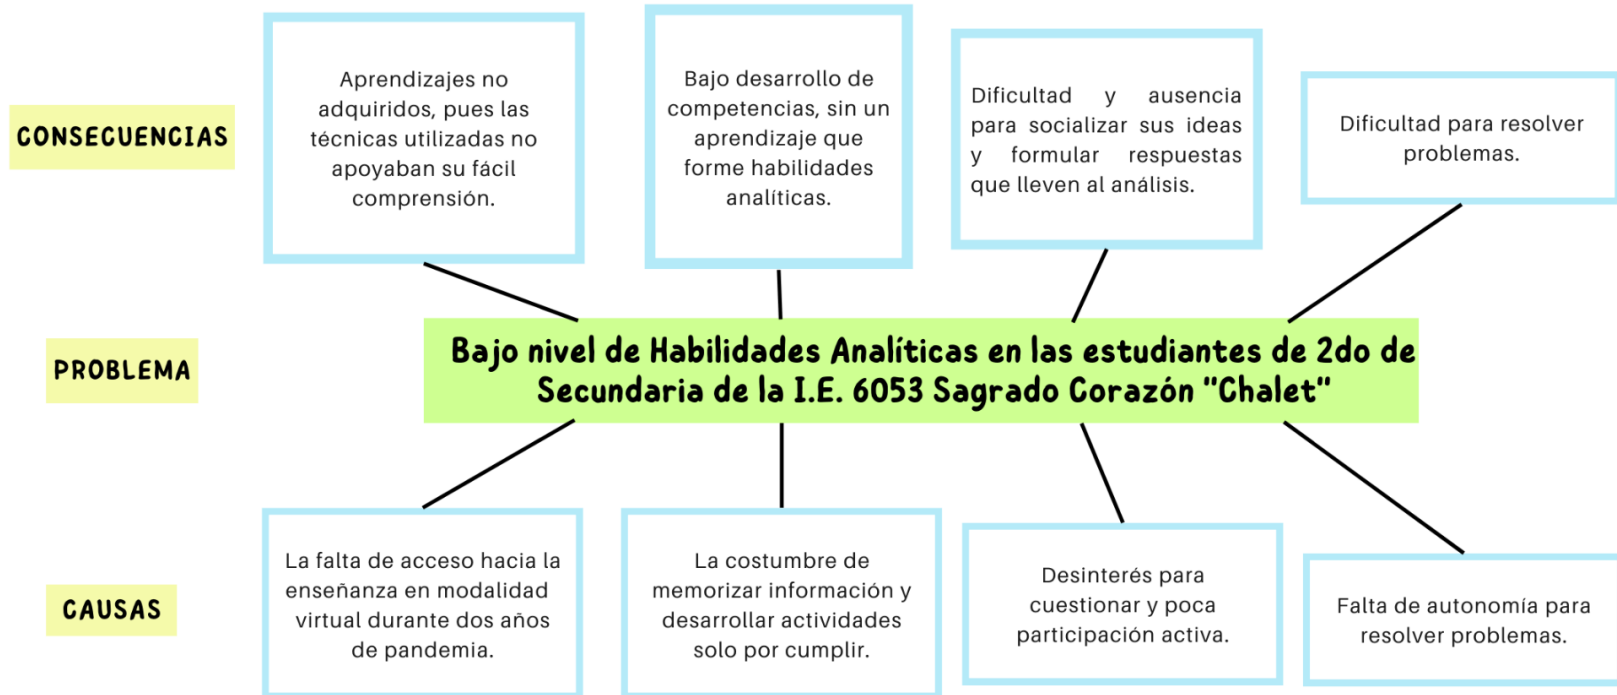 CONSECUENCIAS
Aprendizajes no
adquiridos, pues las
técnicas utilizadas no
apoyaban su fácil
comprensión.
Bajo desarrollo de
competencias, sin un
aprendizaje que
forme habilidades
analíticas.
Dificultad y ausencia
para socializar sus ideas
y formular respuestas
que lleven al análisis.
Dificultad para resolver
problemas.
PROBLEMA
Bajo nivel de Habilidades Analíticas en las estudiantes de 2do de
Secundaria de la I.E. 6053 Sagrado Corazón "Chalet"
CAUSAS
La falta de acceso hacia la
enseñanza en modalidad
virtual durante dos años
de pandemia.
La costumbre de
memorizar información y
desarrollar actividades
solo por cumplir.
Desinterés para
cuestionar y poca
participación activa.
Falta de autonomía para
resolver problemas.